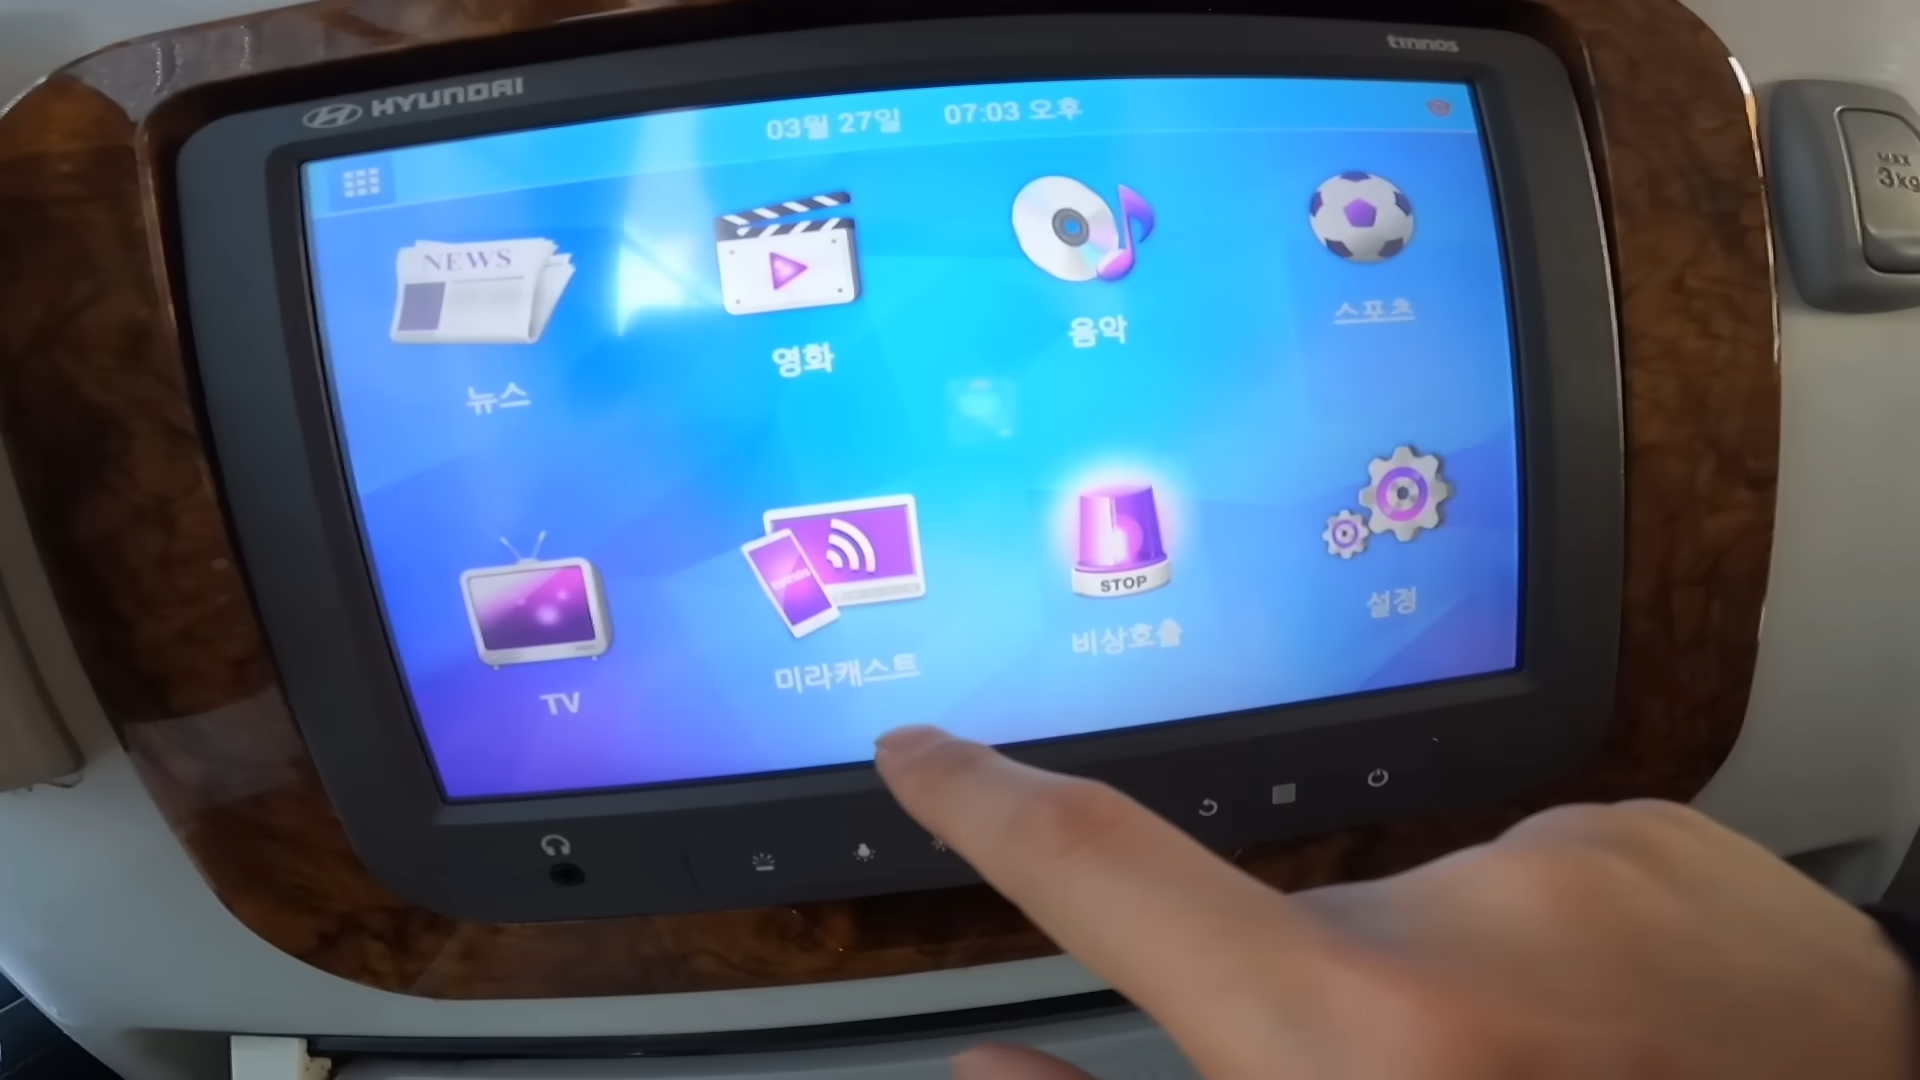 HYUNDAI
tinnos
03월 27일 07:03 오후
MAX
3kg
NEWS
뉴스
영화
음악
스포츠
TV
미라캐스트
STOP
비상호출
설정